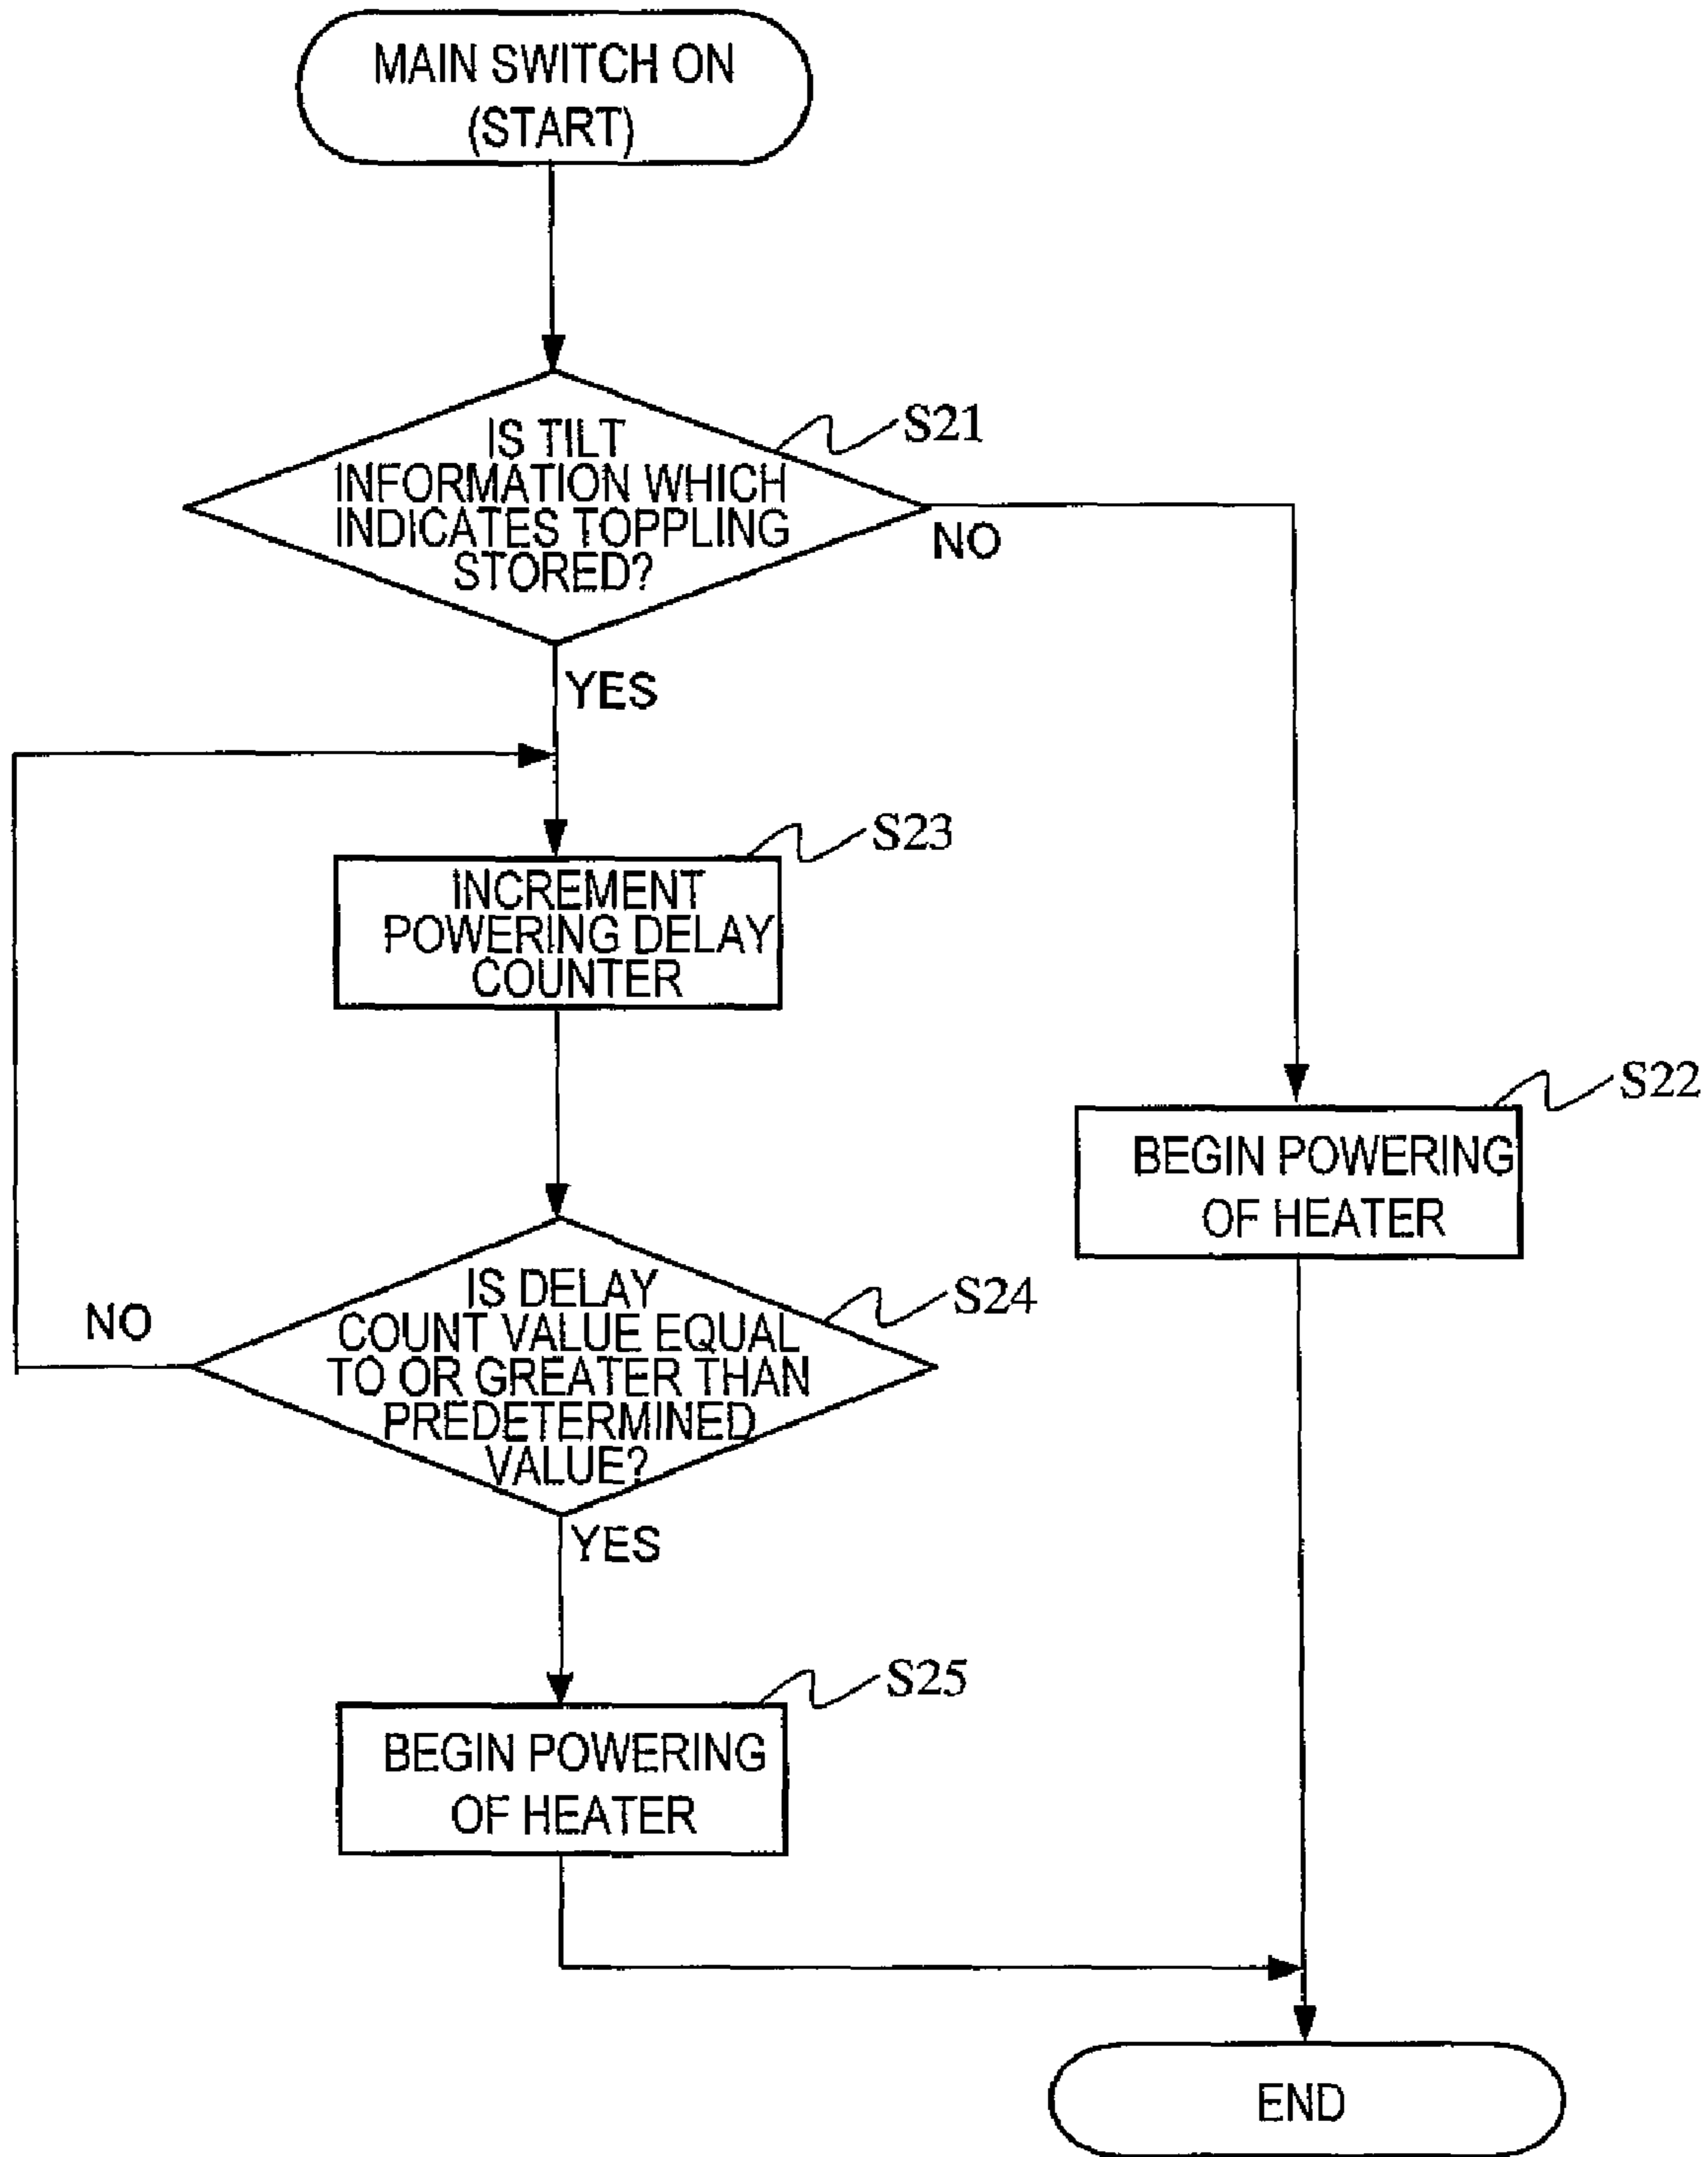 MAIN SWITCH ON
(START)
IS TILT
INFORMATION WHICH
INDICATES TOPPLING
STORED?
S21
NO
YES
S23
INCREMENT
POWERING DELAY
COUNTER
S22
BEGIN POWERING
OF HEATER
IS DELAY
COUNT VALUE EQUAL
TO OR GREATER THAN
PREDETERMINED
VALUE?
S24
NO
YES
S25
BEGIN POWERING
OF HEATER
END